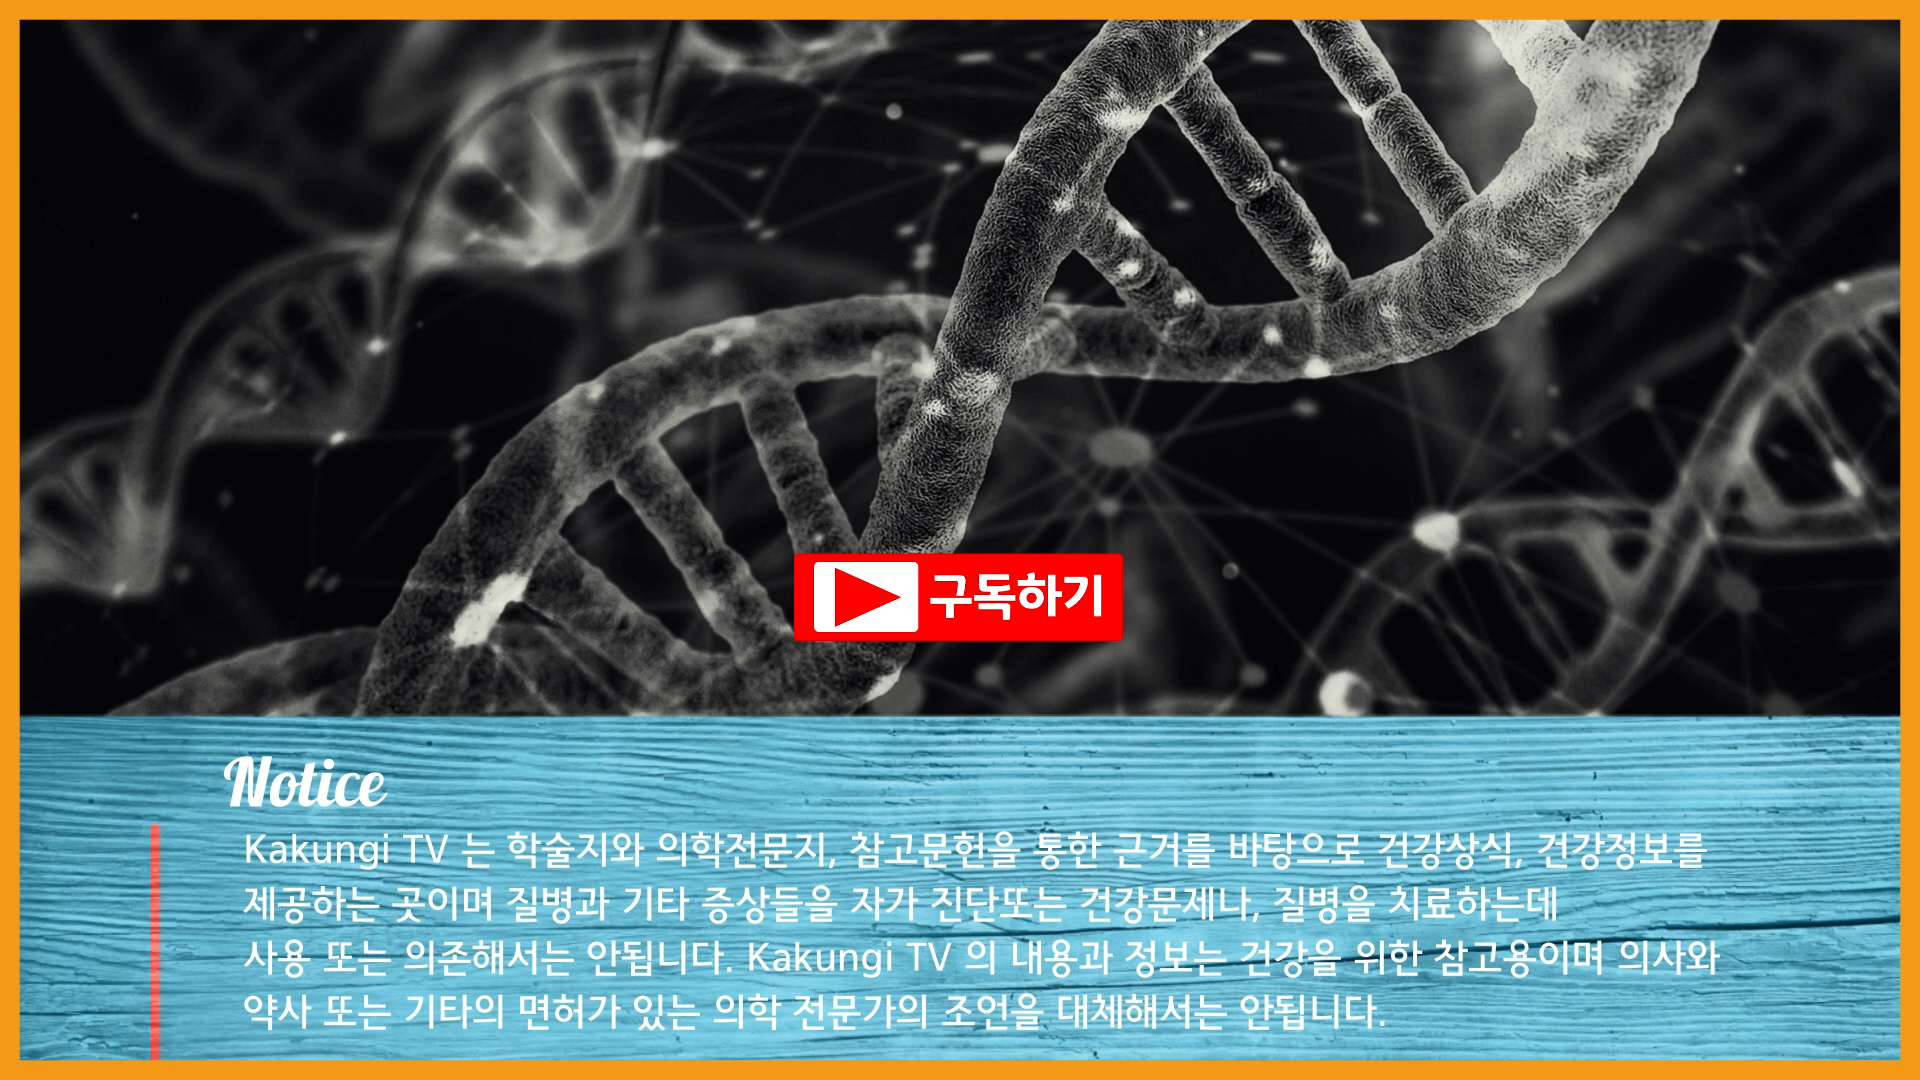 구독하기
Notice
Kakungi TV 는 학술지와 의학전문지, 참고문헌을 통한 근거를 바탕으로 건강상식, 건강정보를
제공하는 곳이며 질병과 기타 증상들을 자가 진단또는 건강문제나, 질병을 치료하는데
사용 또는 의존해서는 안됩니다. Kakungi TV 의 내용과 정보는 건강을 위한 참고용이며 의사와
약사 또는 기타의 면허가 있는 의학 전문가의 조언을 대체해서는 안됩니다.